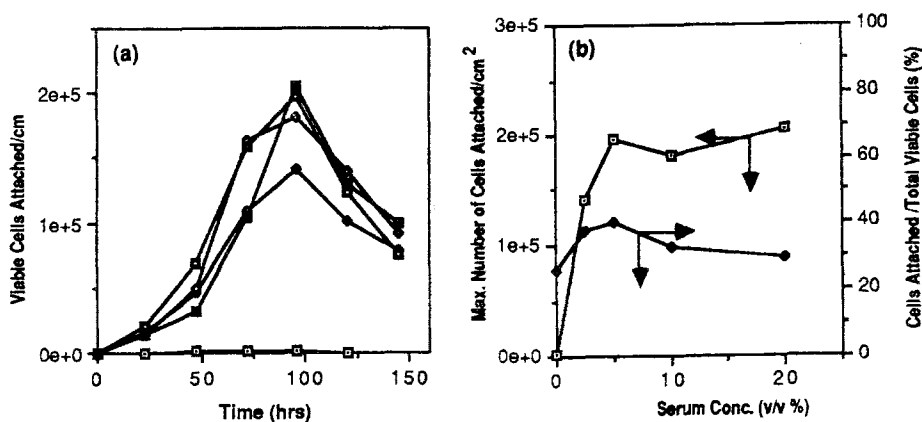 (a)
Viable Cells Attached/cm
2e+5
1e+5
0e+0
0
50
100
150
Time (hrs)
(b)
Max. Number of Cells Attached/cm2
3e+5
2e+5
1e+5
0e+0
0
10
20
Serum Conc. (v/v %)
100
80
60
40
20
0
Cells Attached /Total Viable Cells (%)